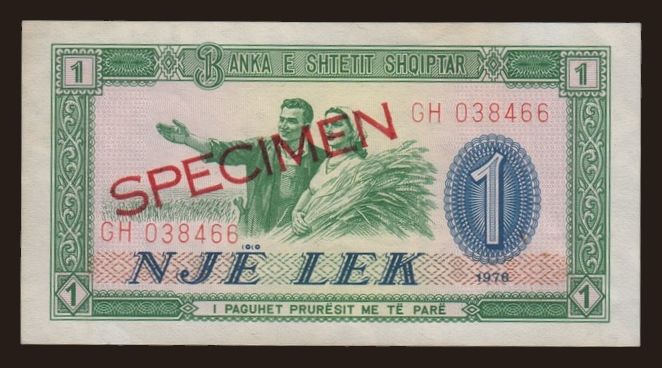 1 BANKA E SHTETIT SHQIPTAR 1
SPECIMEN
GH 038466
1
GH 038466
NJË LEK
1976
1 I PAGUHET PRURËSIT ME TË PARË 1